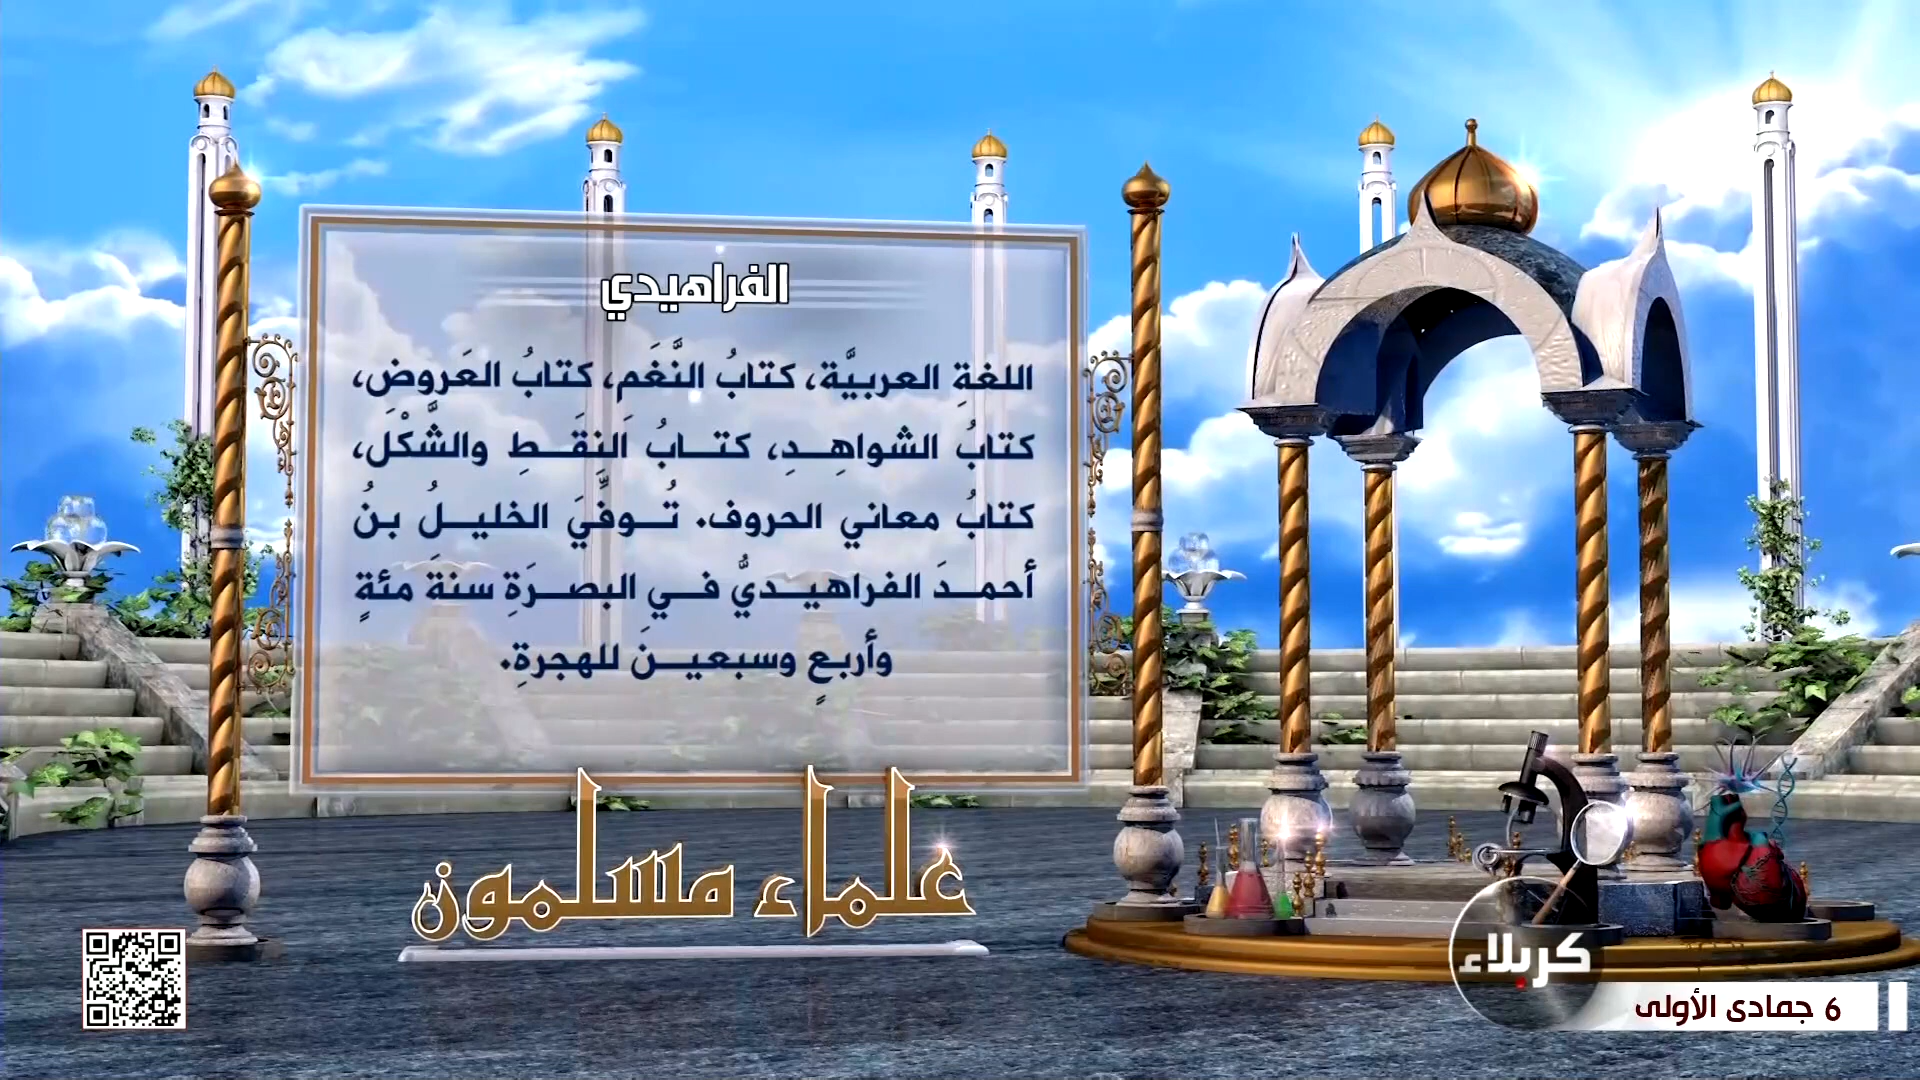 الفراهيدي
اللغةِ العربيَّة، كتابُ النَّغَم، كتابُ العَروض،
كتابُ الشواهِدِ، كتابُ النقَطِ والشَّكْل،
كتابُ معاني الحروف. تُوفِّيَ الخليلُ بنُ
أحمدَ الفراهيديُّ في البصرَةِ سنةَ مئةٍ
وأربعٍ وسبعينَ للهجرةِ.
علماء مسلمون
كربلاء
6 جمادى الأولى